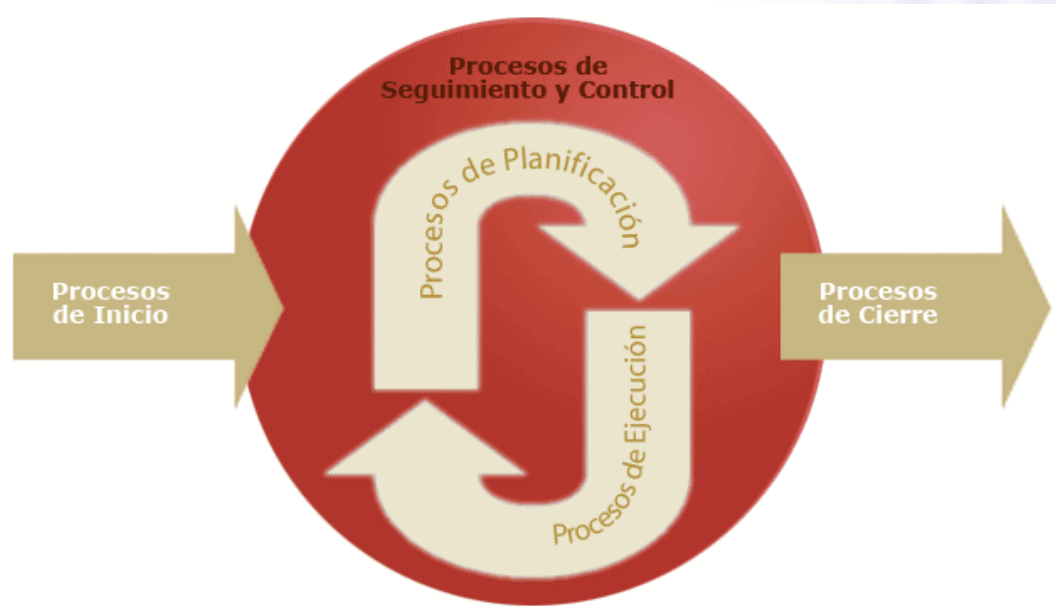 Procesos de
Seguimiento y Control
Procesos de Planificación
Procesos
de Inicio
Procesos
de Cierre
Procesos de Ejecución